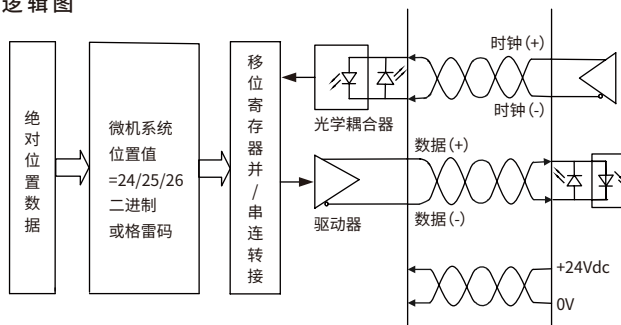 逻辑图
绝对位置数据
微机系统
位置值
=24/25/26
二进制
或格雷码
移位寄存器并/串连转接
光学耦合器
驱动器
时钟(+)
时钟(-)
数据(+)
数据(-)
+24Vdc
0V